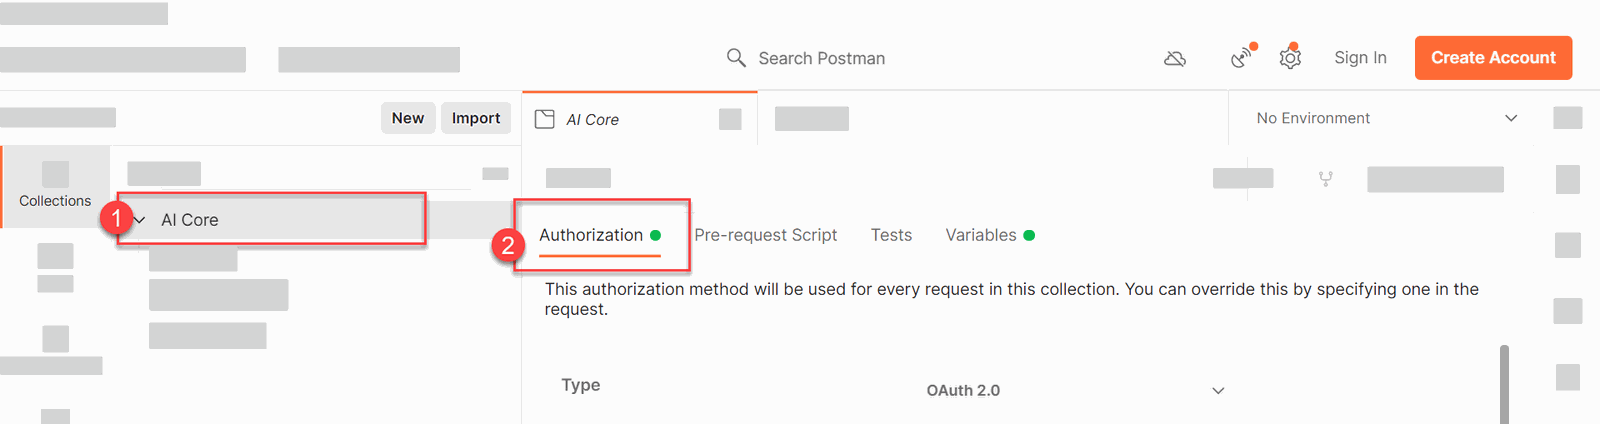 Search Postman
Sign In
Create Account
New
Import
AI Core
No Environment
Collections
1
AI Core
2
Authorization
Pre-request Script
Tests
Variables
This authorization method will be used for every request in this collection. You can override this by specifying one in the
request.
Type
OAuth 2.0